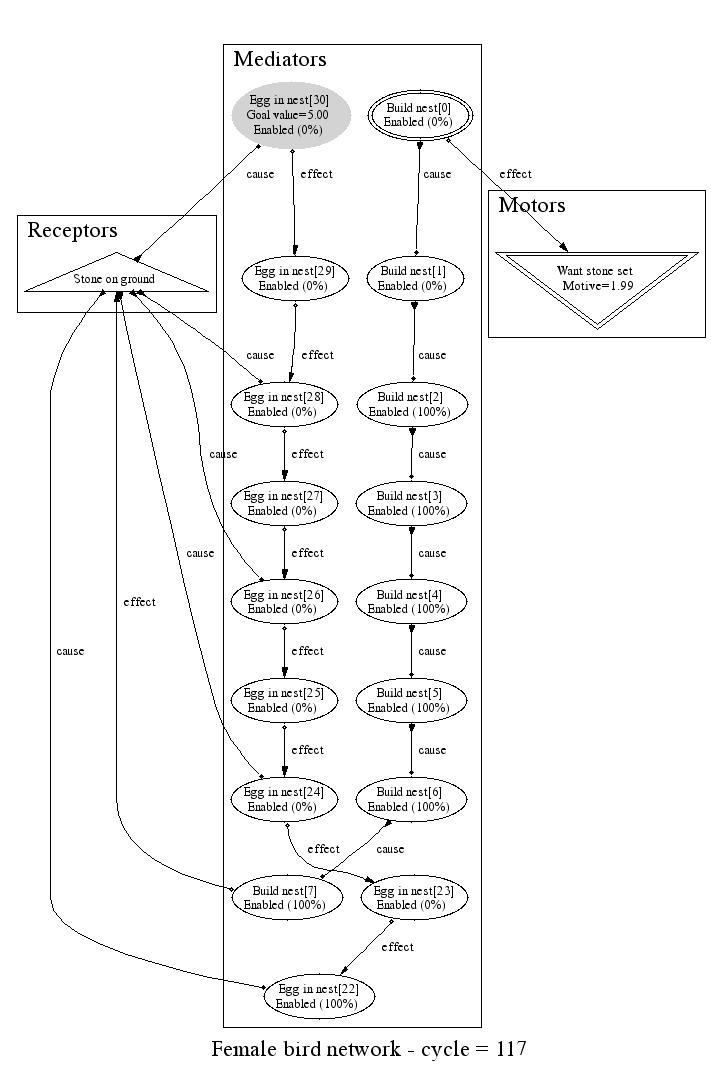 Mediators
Egg in nest[30]
Goal value=5.00
Enabled (0%)
Build nest[0]
Enabled (0%)
cause
effect
cause
effect
Motors
Receptors
Stone on ground
Egg in nest[29]
Enabled (0%)
Build nest[1]
Enabled (0%)
Want stone set
Motive=1.99
cause
effect
cause
Egg in nest[28]
Enabled (0%)
Build nest[2]
Enabled (100%)
cause
effect
cause
Egg in nest[27]
Enabled (0%)
Build nest[3]
Enabled (100%)
cause
effect
cause
Egg in nest[26]
Enabled (0%)
Build nest[4]
Enabled (100%)
effect
cause
effect
cause
Egg in nest[25]
Enabled (0%)
Build nest[5]
Enabled (100%)
effect
cause
Egg in nest[24]
Enabled (0%)
Build nest[6]
Enabled (100%)
effect
cause
Build nest[7]
Enabled (100%)
Egg in nest[23]
Enabled (0%)
effect
Egg in nest[22]
Enabled (100%)
Female bird network - cycle = 117